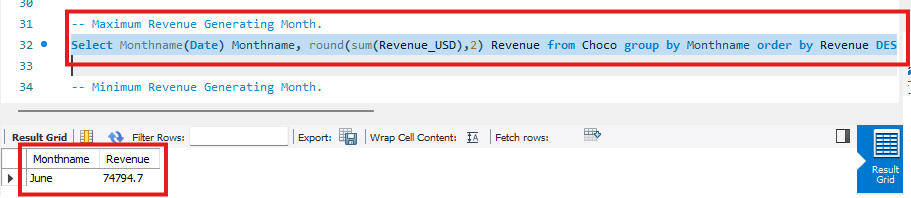 30
31 -- Maximum Revenue Generating Month.
32 Select Monthname(Date) Monthname, round(sum(Revenue_USD),2) Revenue from Choco group by Monthname order by Revenue DES
33
34 -- Minimum Revenue Generating Month.
Result Grid Filter Rows: Export: Wrap Cell Content: IA Fetch rows:
Monthname Revenue
June 74794.7
Result
Grid